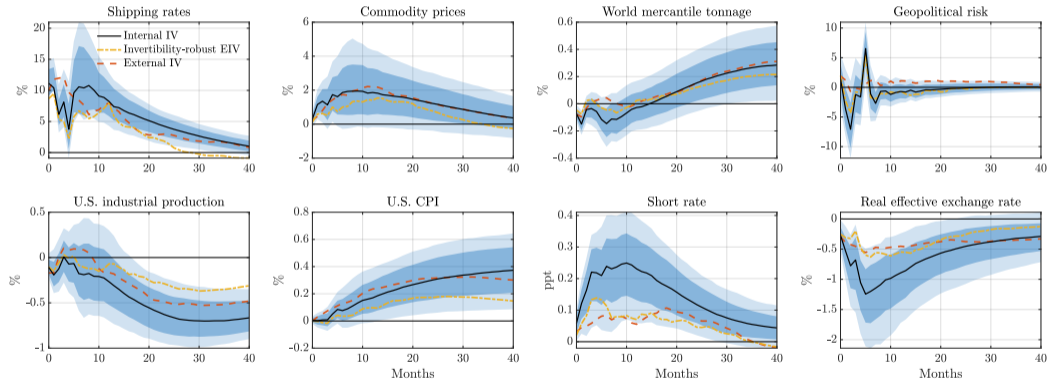 Shipping rates
Commodity prices
World mercantile tonnage
Geopolitical risk
20
15
10
5
0
%
Internal IV
Invertibility-robust EIV
External IV
0 10 20 30 40
6
4
2
0
-2
%
0 10 20 30 40
0.6
0.4
0.2
0
-0.2
-0.4
%
0 10 20 30 40
10
5
0
-5
-10
%
0 10 20 30 40
U.S. industrial production
U.S. CPI
Short rate
Real effective exchange rate
0.5
0
-0.5
-1
%
0 10 20 30 40
0.8
0.6
0.4
0.2
0
-0.2
%
0 10 20 30 40
Months
0.4
0.3
0.2
0.1
0
ppt
0 10 20 30 40
Months
0
-0.5
-1
-1.5
-2
%
0 10 20 30 40
Months